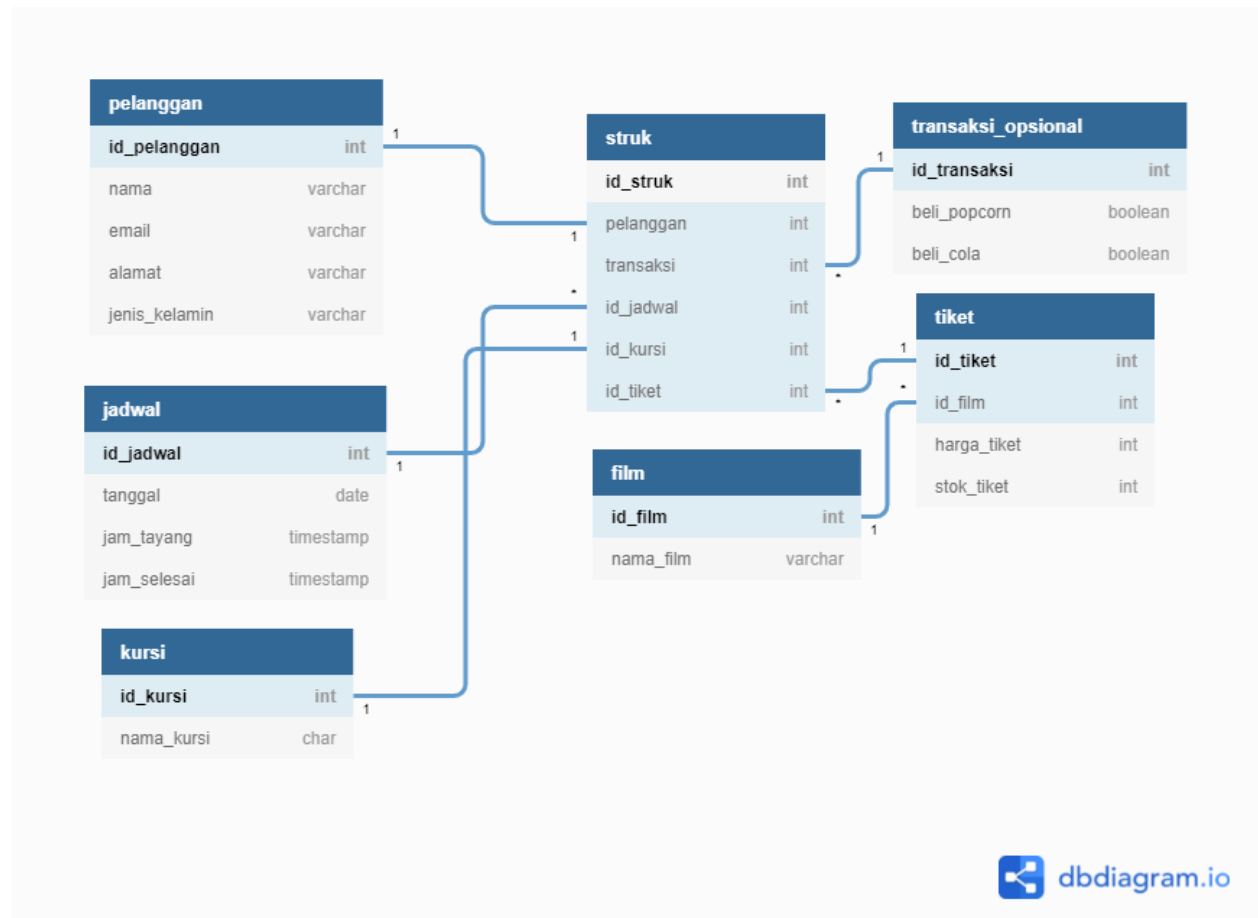 pelanggan
id_pelanggan int
nama varchar
email varchar
alamat varchar
jenis_kelamin varchar
1
1
struk
id_struk int
pelanggan int
transaksi int
id_jadwal int
id_kursi int
id_tiket int
*
1
*
*
1
transaksi_opsional
id_transaksi int
beli_popcorn boolean
beli_cola boolean
tiket
id_tiket int
id_film int
harga_tiket int
stok_tiket int
1
*
jadwal
id_jadwal int
tanggal date
jam_tayang timestamp
jam_selesai timestamp
1
film
id_film int
nama_film varchar
1
kursi
id_kursi int
nama_kursi char
1
dbdiagram.io